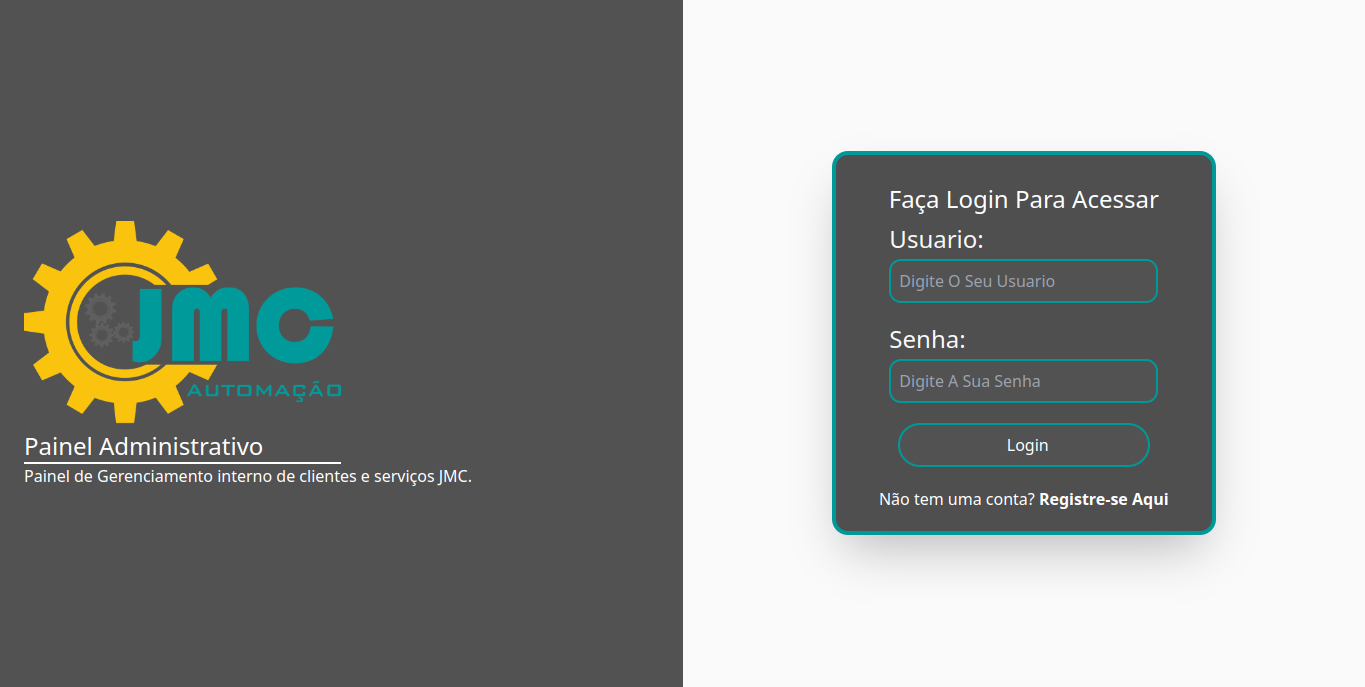 JMC
AUTOMAÇÃO
Painel Administrativo
Painel de Gerenciamento interno de clientes e serviços JMC.
Faça Login Para Acessar
Usuario:
Digite O Seu Usuario
Senha:
Digite A Sua Senha
Login
Não tem uma conta? Registre-se Aqui